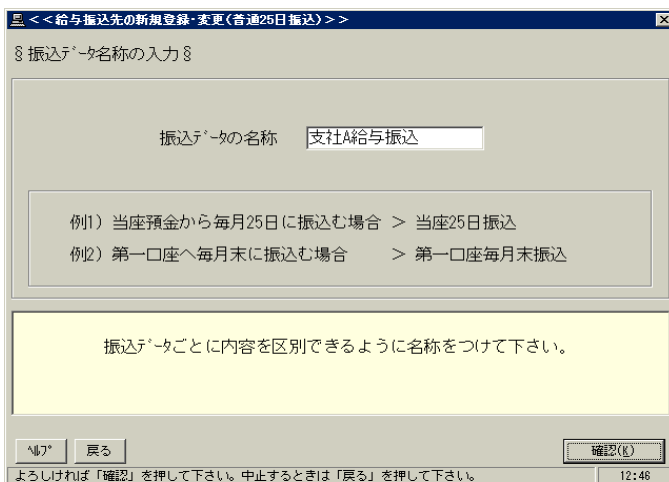 <<給与振込先の新規登録・変更(普通25日振込)>>
§振込ﾃﾞｰﾀ名称の入力§
振込ﾃﾞｰﾀの名称 支社A給与振込
例1) 当座預金から毎月25日に振込む場合 > 当座25日振込
例2) 第一口座へ毎月末に振込む場合 > 第一口座毎月末振込
振込ﾃﾞｰﾀごとに内容を区別できるように名称をつけて下さい。
ﾍﾙﾌﾟ 戻る 確認(K)
よろしければ「確認」を押して下さい。中止するときは「戻る」を押して下さい。 12:46